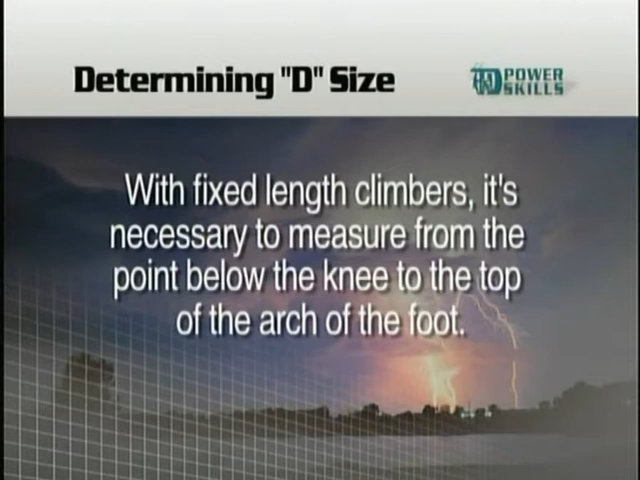 Determining "D" Size
POWER
SKILLS
With fixed length climbers, it's
necessary to measure from the
point below the knee to the top
of the arch of the foot.